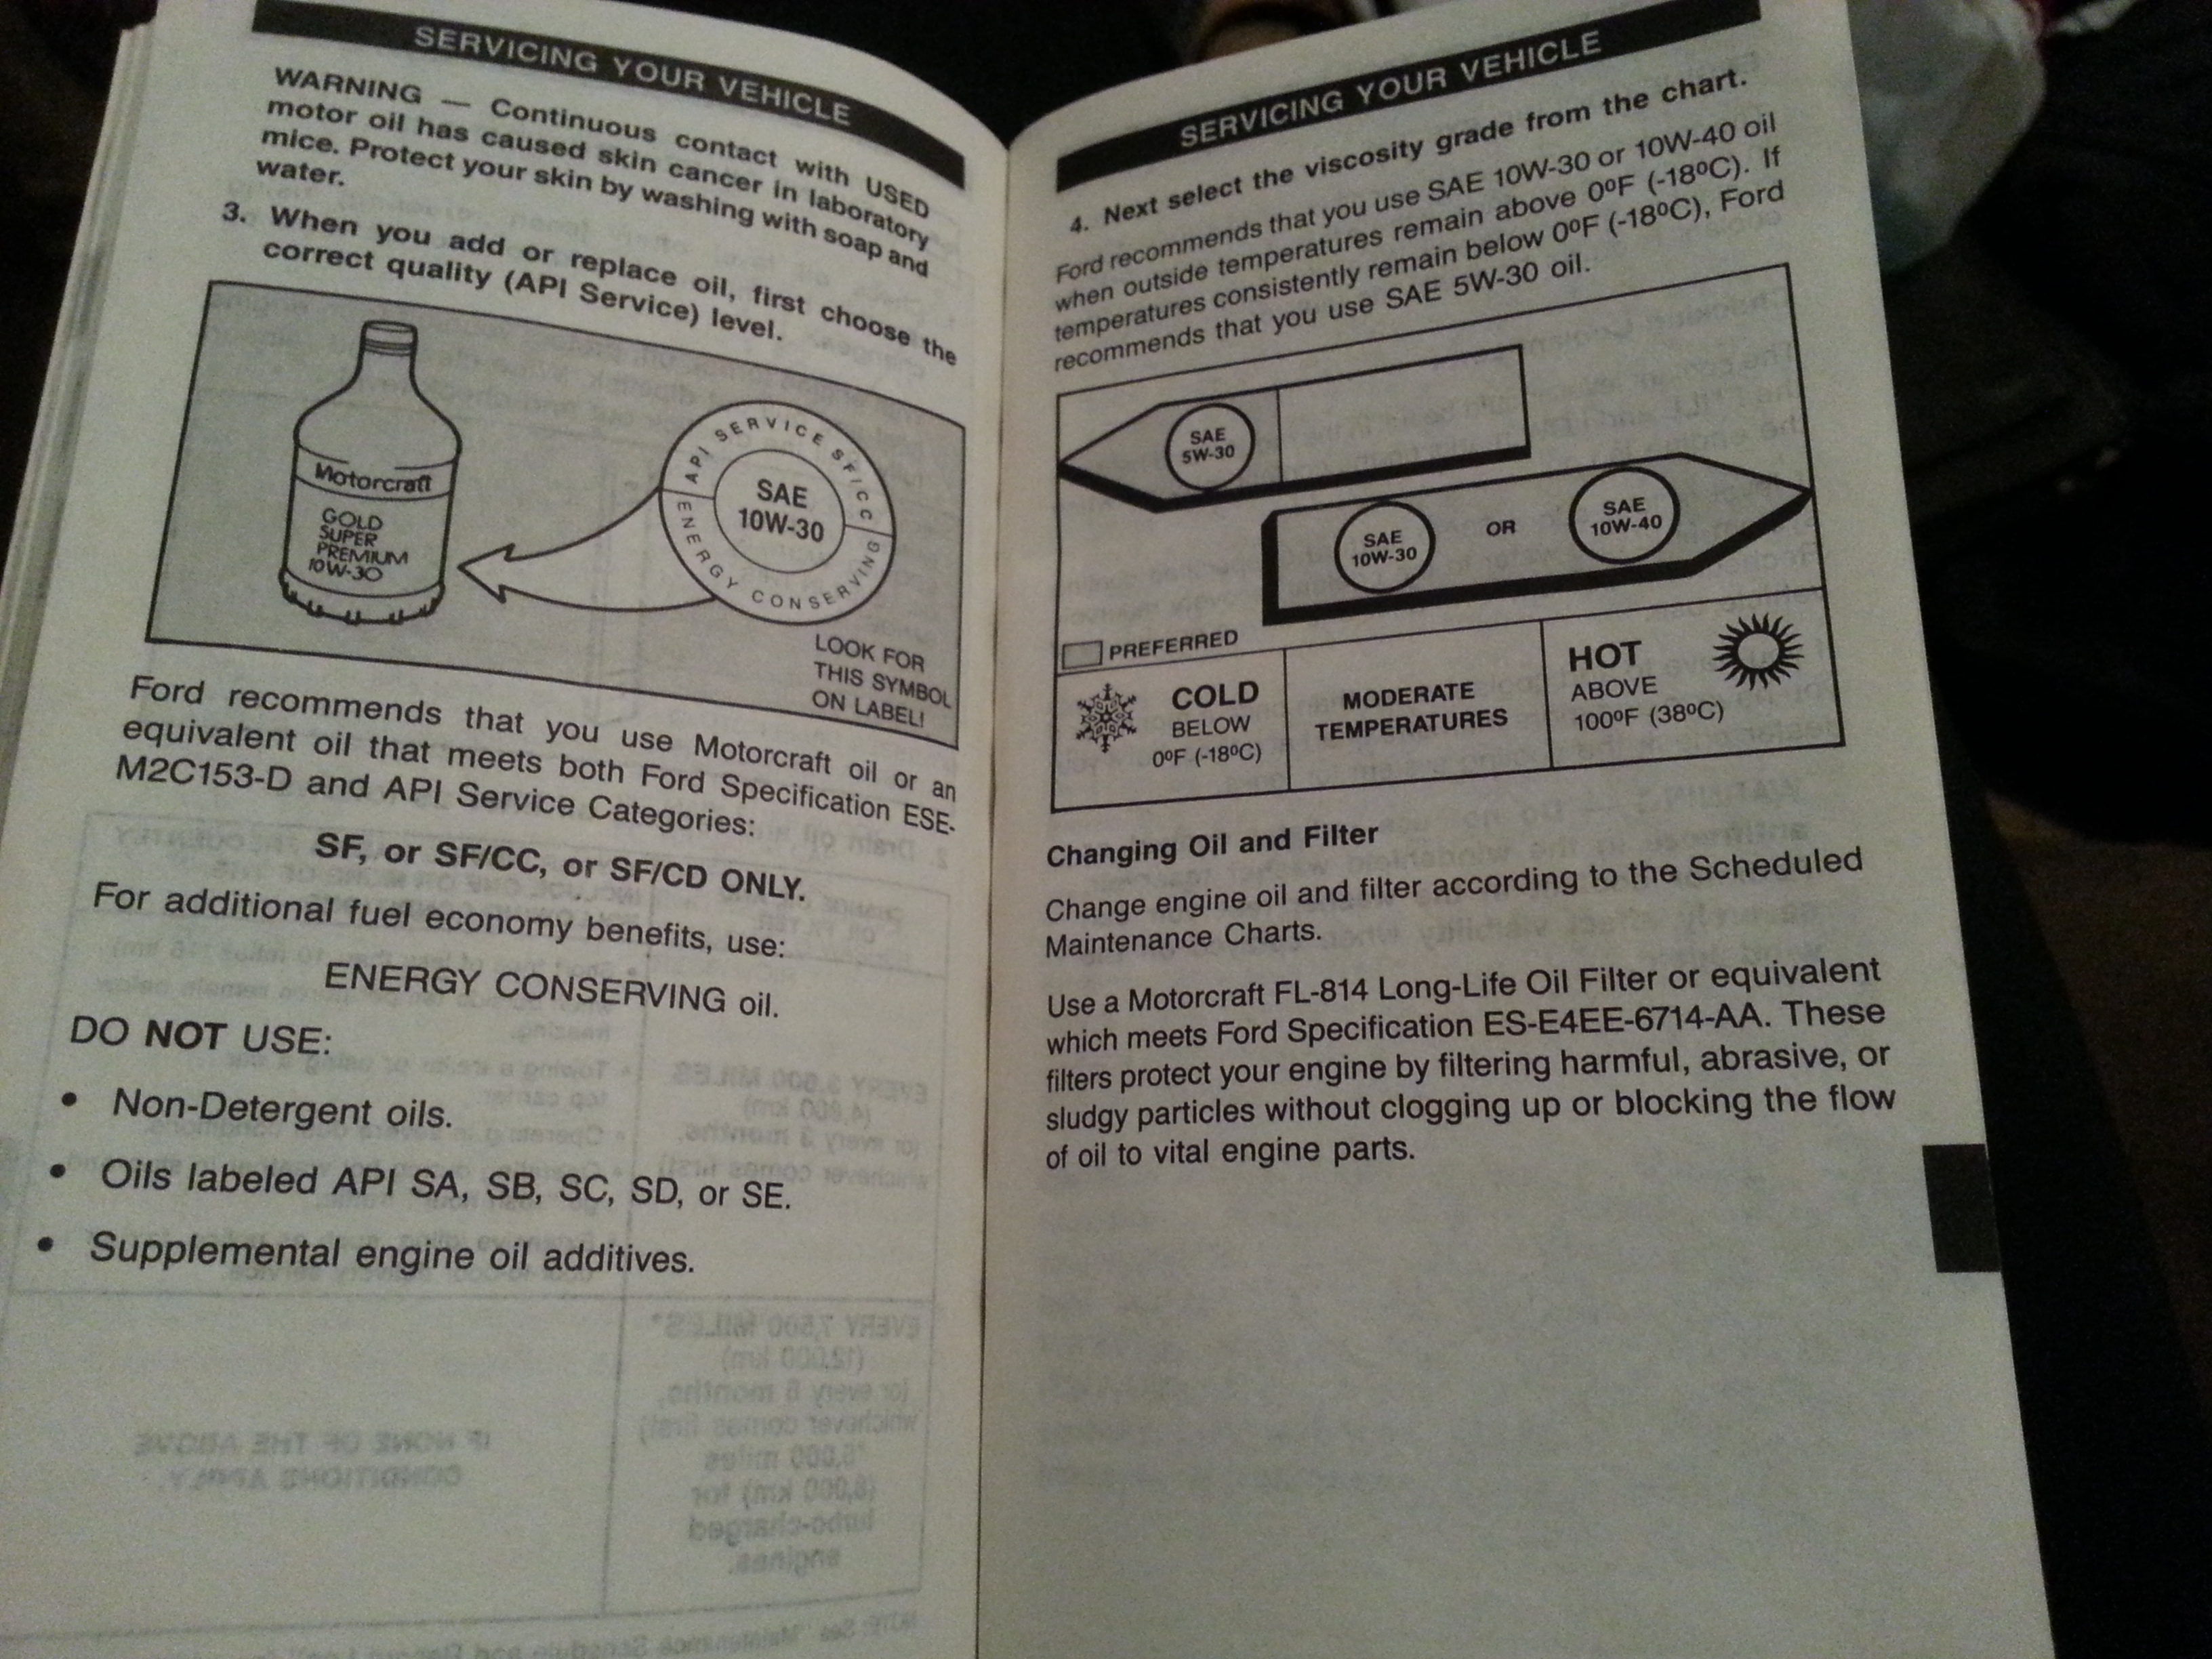 SERVICING YOUR VEHICLE
WARNING — Continuous contact with USED
motor oil has caused skin cancer in laboratory
mice. Protect your skin by washing with soap and
water.
3. When you add or replace oil, first choose the
correct quality (API Service) level.
Motorcraft
GOLD
SUPER
PREMIUM
10W-30
API SERVICE SF/CC
SAE
10W-30
ENERGY CONSERVING
LOOK FOR
THIS SYMBOL
ON LABEL!
Ford recommends that you use Motorcraft oil or an
equivalent oil that meets both Ford Specification ESE-
M2C153-D and API Service Categories:
SF, or SF/CC, or SF/CD ONLY.
For additional fuel economy benefits, use:
ENERGY CONSERVING oil.
DO NOT USE:
• Non-Detergent oils.
• Oils labeled API SA, SB, SC, SD, or SE.
• Supplemental engine oil additives.
SERVICING YOUR VEHICLE
4. Next select the viscosity grade from the chart.
Ford recommends that you use SAE 10W-30 or 10W-40 oil
when outside temperatures remain above 0ºF (-18ºC). If
temperatures consistently remain below 0ºF (-18ºC), Ford
recommends that you use SAE 5W-30 oil.
SAE
5W-30
SAE
10W-30
OR
SAE
10W-40
PREFERRED
COLD
BELOW
0ºF (-18ºC)
MODERATE
TEMPERATURES
HOT
ABOVE
100ºF (38ºC)
Changing Oil and Filter
Change engine oil and filter according to the Scheduled
Maintenance Charts.
Use a Motorcraft FL-814 Long-Life Oil Filter or equivalent
which meets Ford Specification ES-E4EE-6714-AA. These
filters protect your engine by filtering harmful, abrasive, or
sludgy particles without clogging up or blocking the flow
of oil to vital engine parts.